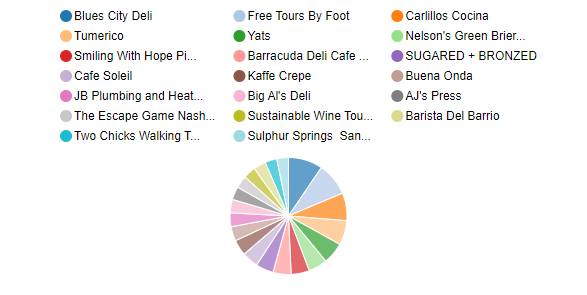 Blues City Deli Free Tours By Foot Carlillos Cocina
Tumerico Yats Nelson's Green Brier...
Smiling With Hope Pi... Barracuda Deli Cafe ... SUGARED + BRONZED
Cafe Soleil Kaffe Crepe Buena Onda
JB Plumbing and Heat... Big Al's Deli AJ's Press
The Escape Game Nash... Sustainable Wine Tou... Barista Del Barrio
Two Chicks Walking T... Sulphur Springs San...